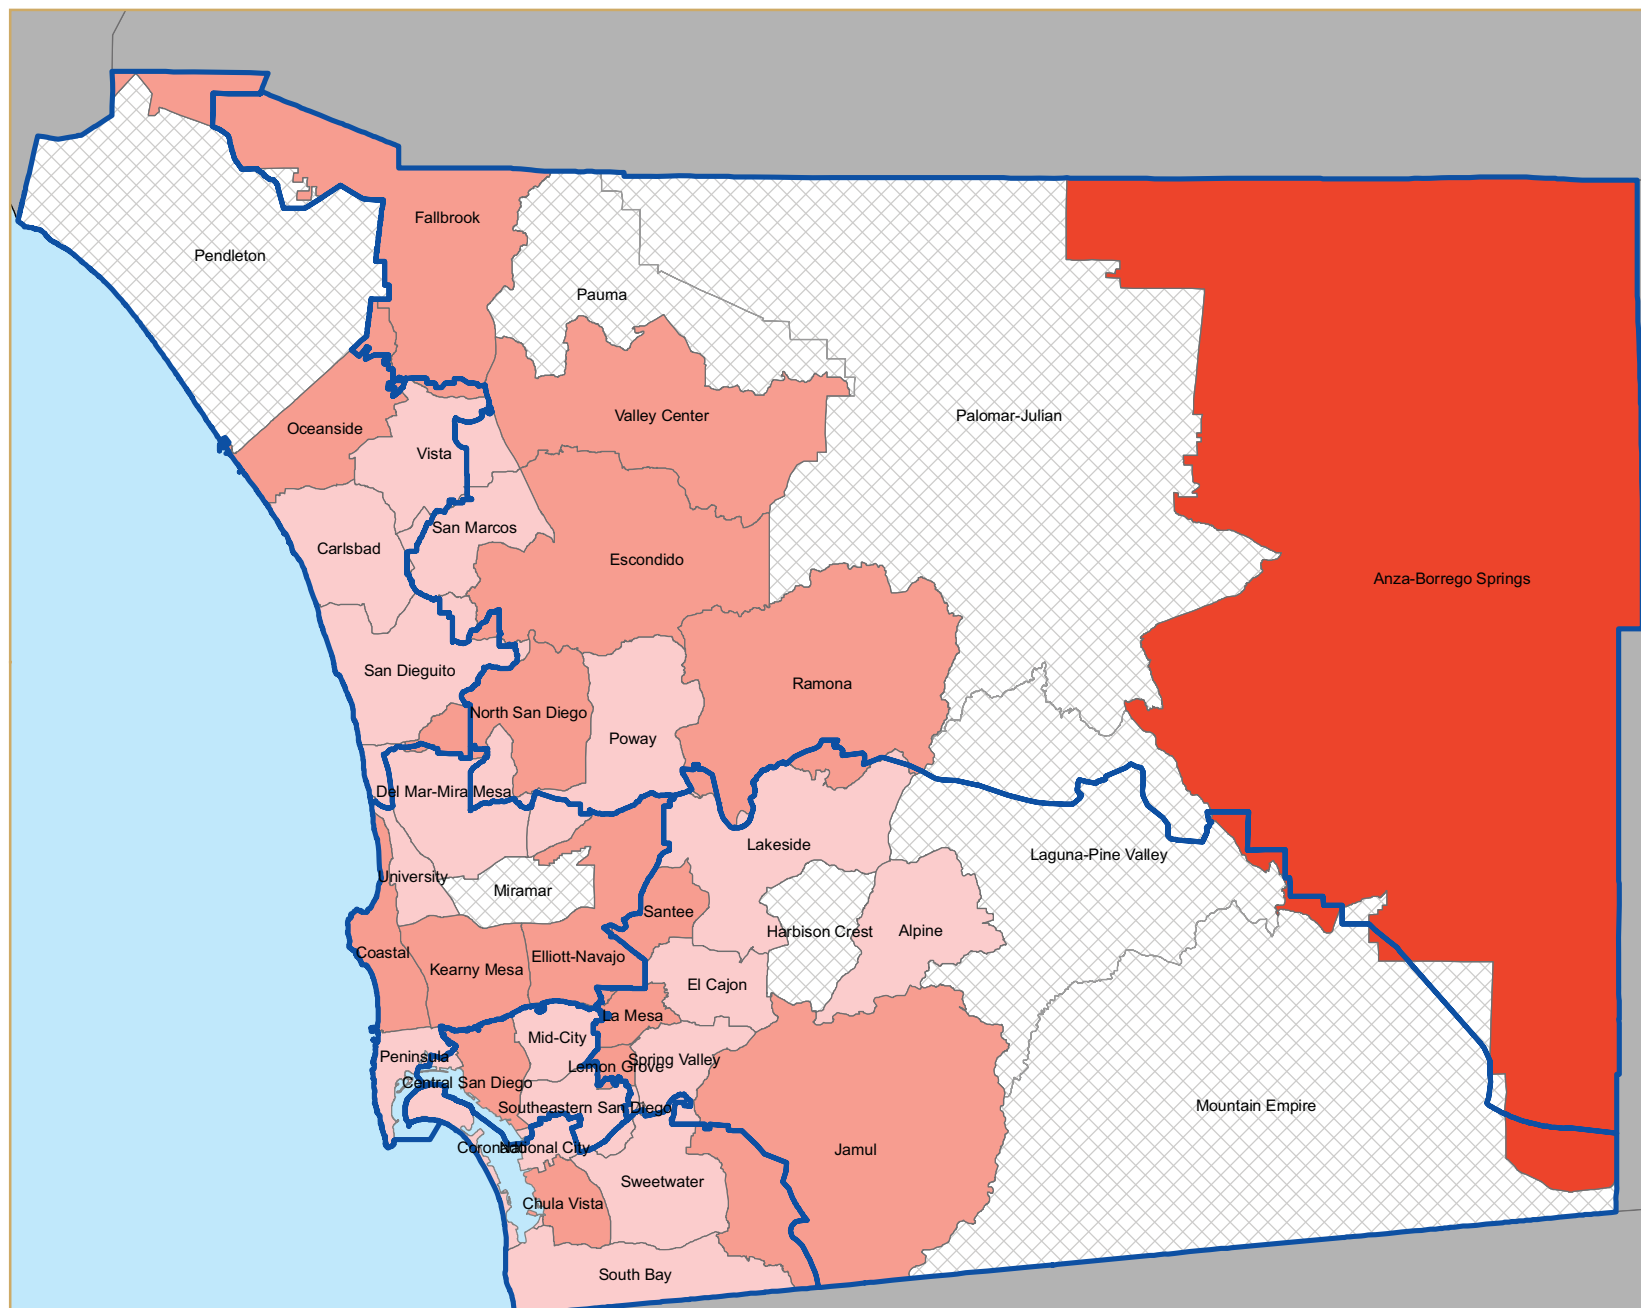 Fallbrook
Pendleton
Pauma
Valley Center
Palomar-Julian
Oceanside
Vista
San Marcos
Carlsbad
Escondido
Anza-Borrego Springs
San Dieguito
Ramona
North San Diego
Poway
Del Mar-Mira Mesa
Lakeside
Laguna-Pine Valley
University
Miramar
Santee
Harbison Crest
Alpine
Coastal
Elliott-Navajo
Kearny Mesa
El Cajon
La Mesa
Mid-City
Peninsula
Spring Valley
Lemon Grove
Central San Diego
Southeastern San Diego
Mountain Empire
Coronado
National City
Jamul
Sweetwater
Chula Vista
South Bay